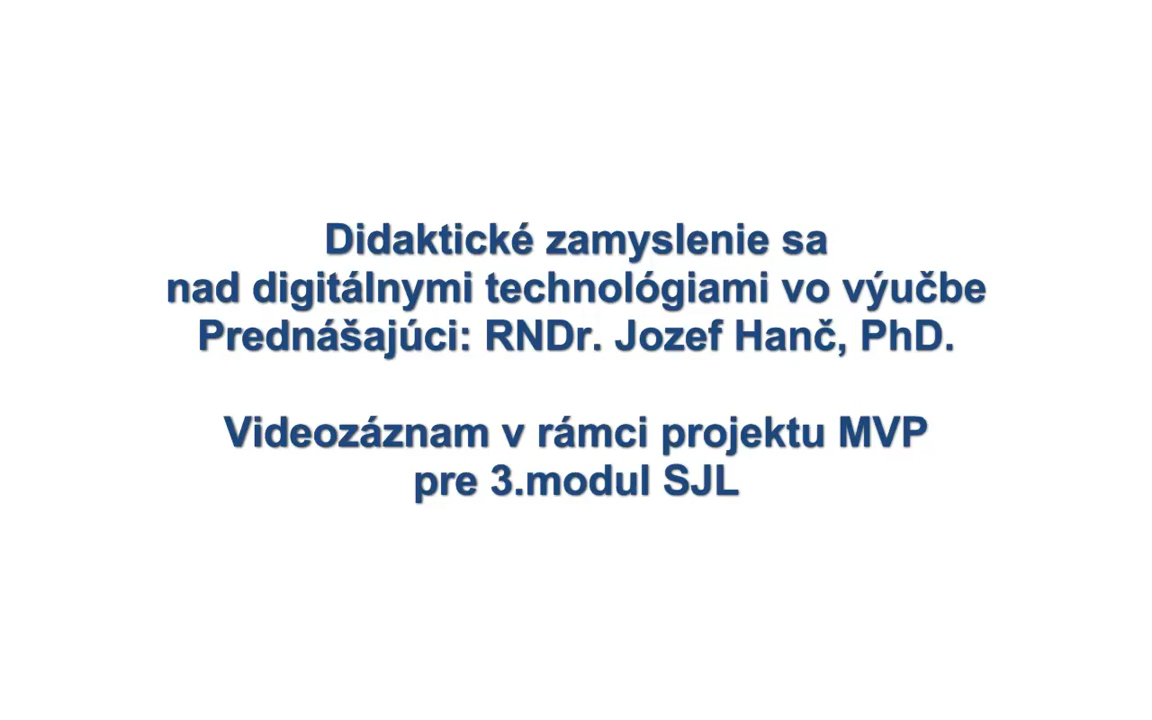 Didaktické zamyslenie sa
nad digitálnymi technológiami vo výučbe
Prednášajúci: RNDr. Jozef Hanč, PhD.
Videozáznam v rámci projektu MVP
pre 3.modul SJL